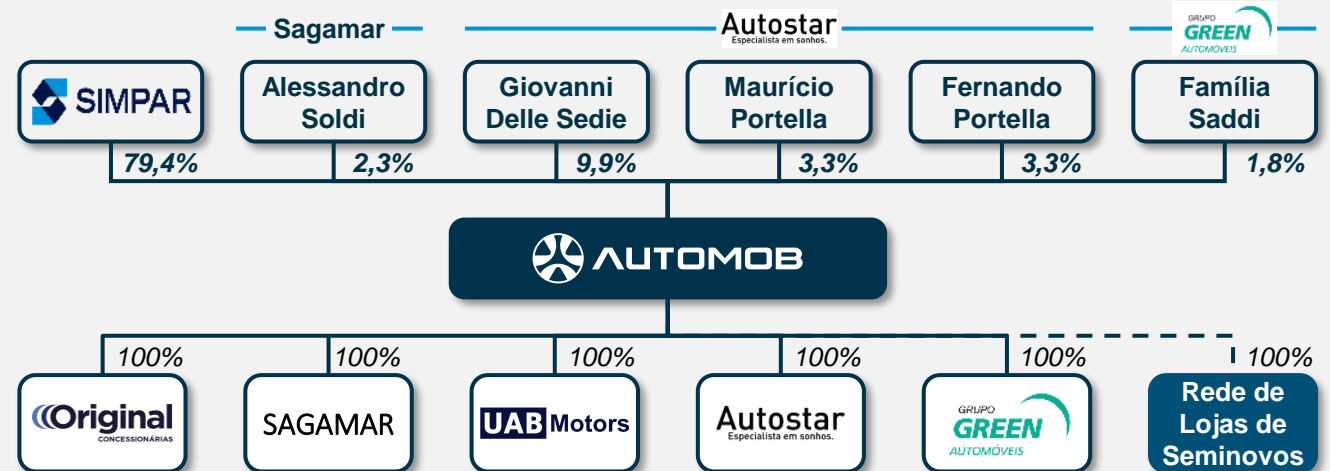 Sagamar
Autostar
Especialista em sonhos.
GRUPO
GREEN
AUTOMÓVEIS
SIMPAR
Alessandro
Soldi
Giovanni
Delle Sedie
Maurício
Portella
Fernando
Portella
Família
Saddi
79,4%
2,3%
9,9%
3,3%
3,3%
1,8%
AUTOMOB
100%
100%
100%
100%
100%
100%
Original
CONCESSIONÁRIAS
SAGAMAR
UAB Motors
Autostar
Especialista em sonhos.
GRUPO
GREEN
AUTOMÓVEIS
Rede de
Lojas de
Seminovos